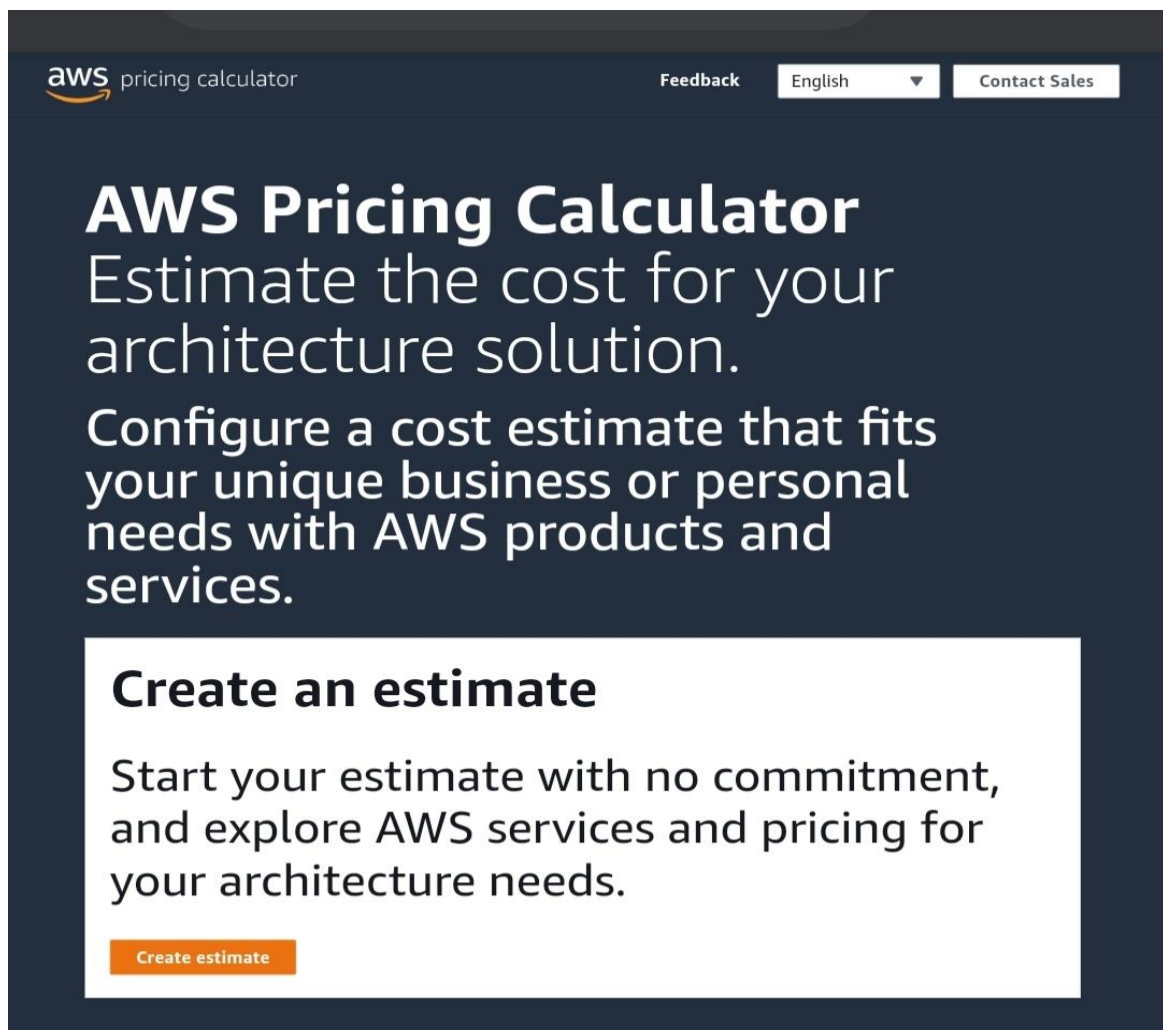 aws pricing calculator
Feedback
English
Contact Sales
AWS Pricing Calculator
Estimate the cost for your
architecture solution.
Configure a cost estimate that fits
your unique business or personal
needs with AWS products and
services.
Create an estimate
Start your estimate with no commitment,
and explore AWS services and pricing for
your architecture needs.
Create estimate